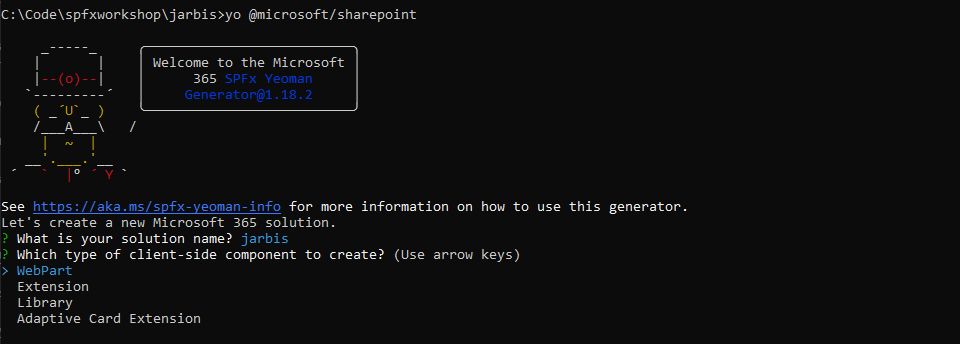 C:\Code\spfxworkshop\jarbis>yo @microsoft/sharepoint
Welcome to the Microsoft
365 SPFx Yeoman
Generator@1.18.2
See https://aka.ms/spfx-yeoman-info for more information on how to use this generator.
Let's create a new Microsoft 365 solution.
? What is your solution name? jarbis
? Which type of client-side component to create? (Use arrow keys)
> WebPart
Extension
Library
Adaptive Card Extension